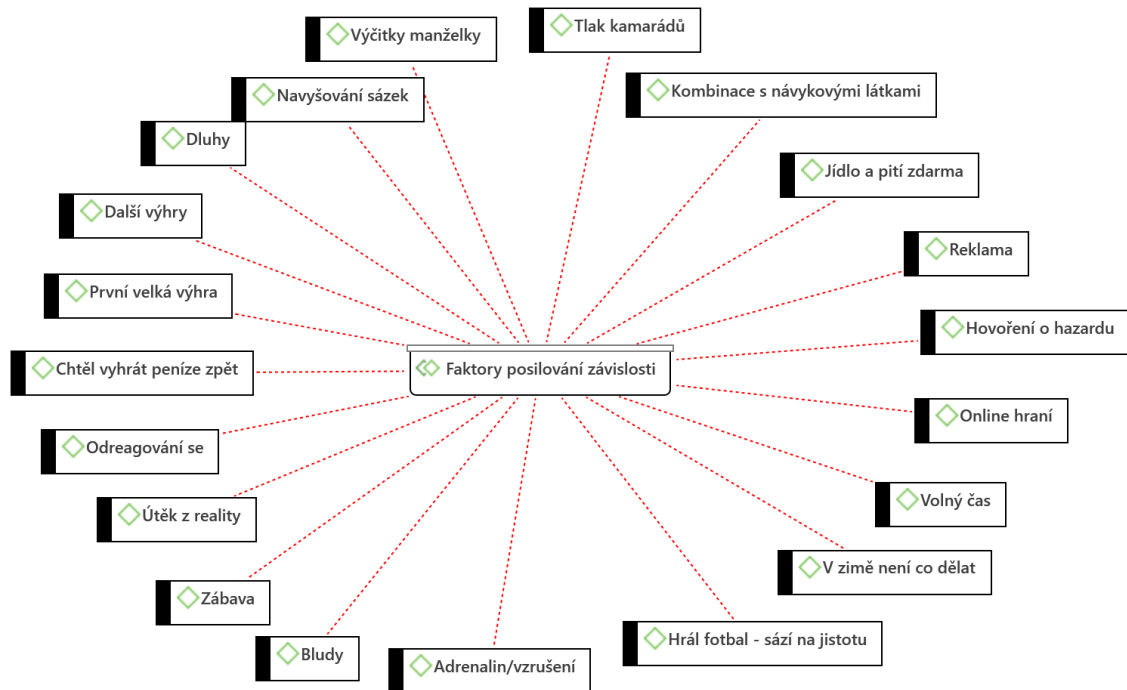 Tlak kamarádů
Výčitky manželky
Kombinace s návykovými látkami
Navyšování sázek
Dluhy
Jídlo a pití zdarma
Další výhry
Reklama
První velká výhra
Hovoření o hazardu
Chtěl vyhrát peníze zpět
Faktory posilování závislosti
Online hraní
Odreagování se
Volný čas
Útěk z reality
V zimě není co dělat
Zábava
Hrál fotbal - sází na jistotu
Bludy
Adrenalin/vzrušení